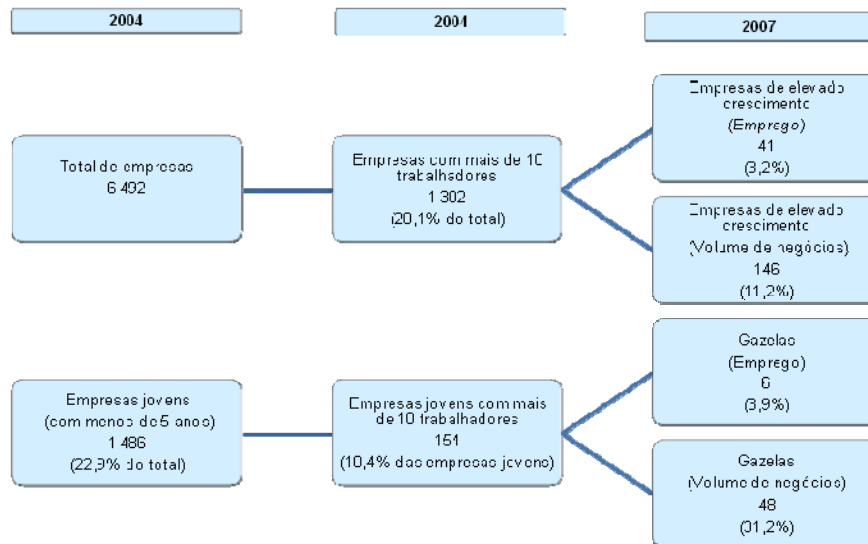 2004
2004
2007
Total de empresas
6 492
Empresas com mais de 10
trabalhadores
1 302
(20,1% do total)
Empresas de elevado
crescimento
(Emprego)
41
(3,2%)
Empresas de elevado
crescimento
(Volume de negócios)
146
(11,2%)
Empresas jovens
(com menos de 5 anos)
1 486
(22,9% do total)
Empresas jovens com mais
de 10 trabalhadores
154
(10,4% das empresas jovens)
Gazelas
(Emprego)
6
(3,9%)
Gazelas
(Volume de negócios)
48
(31,2%)